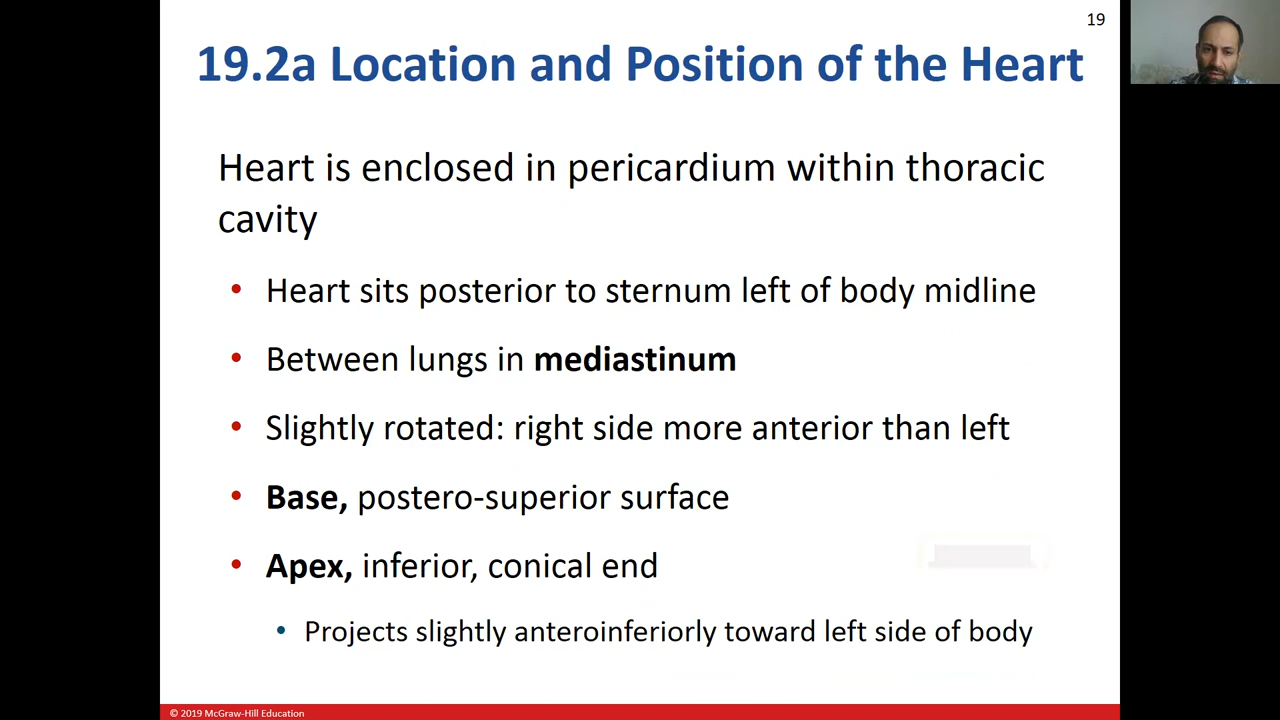 19
19.2a Location and Position of the Heart
Heart is enclosed in pericardium within thoracic
cavity
• Heart sits posterior to sternum left of body midline
• Between lungs in mediastinum
• Slightly rotated: right side more anterior than left
• Base, postero-superior surface
• Apex, inferior, conical end
• Projects slightly anteroinferiorly toward left side of body
© 2019 McGraw-Hill Education